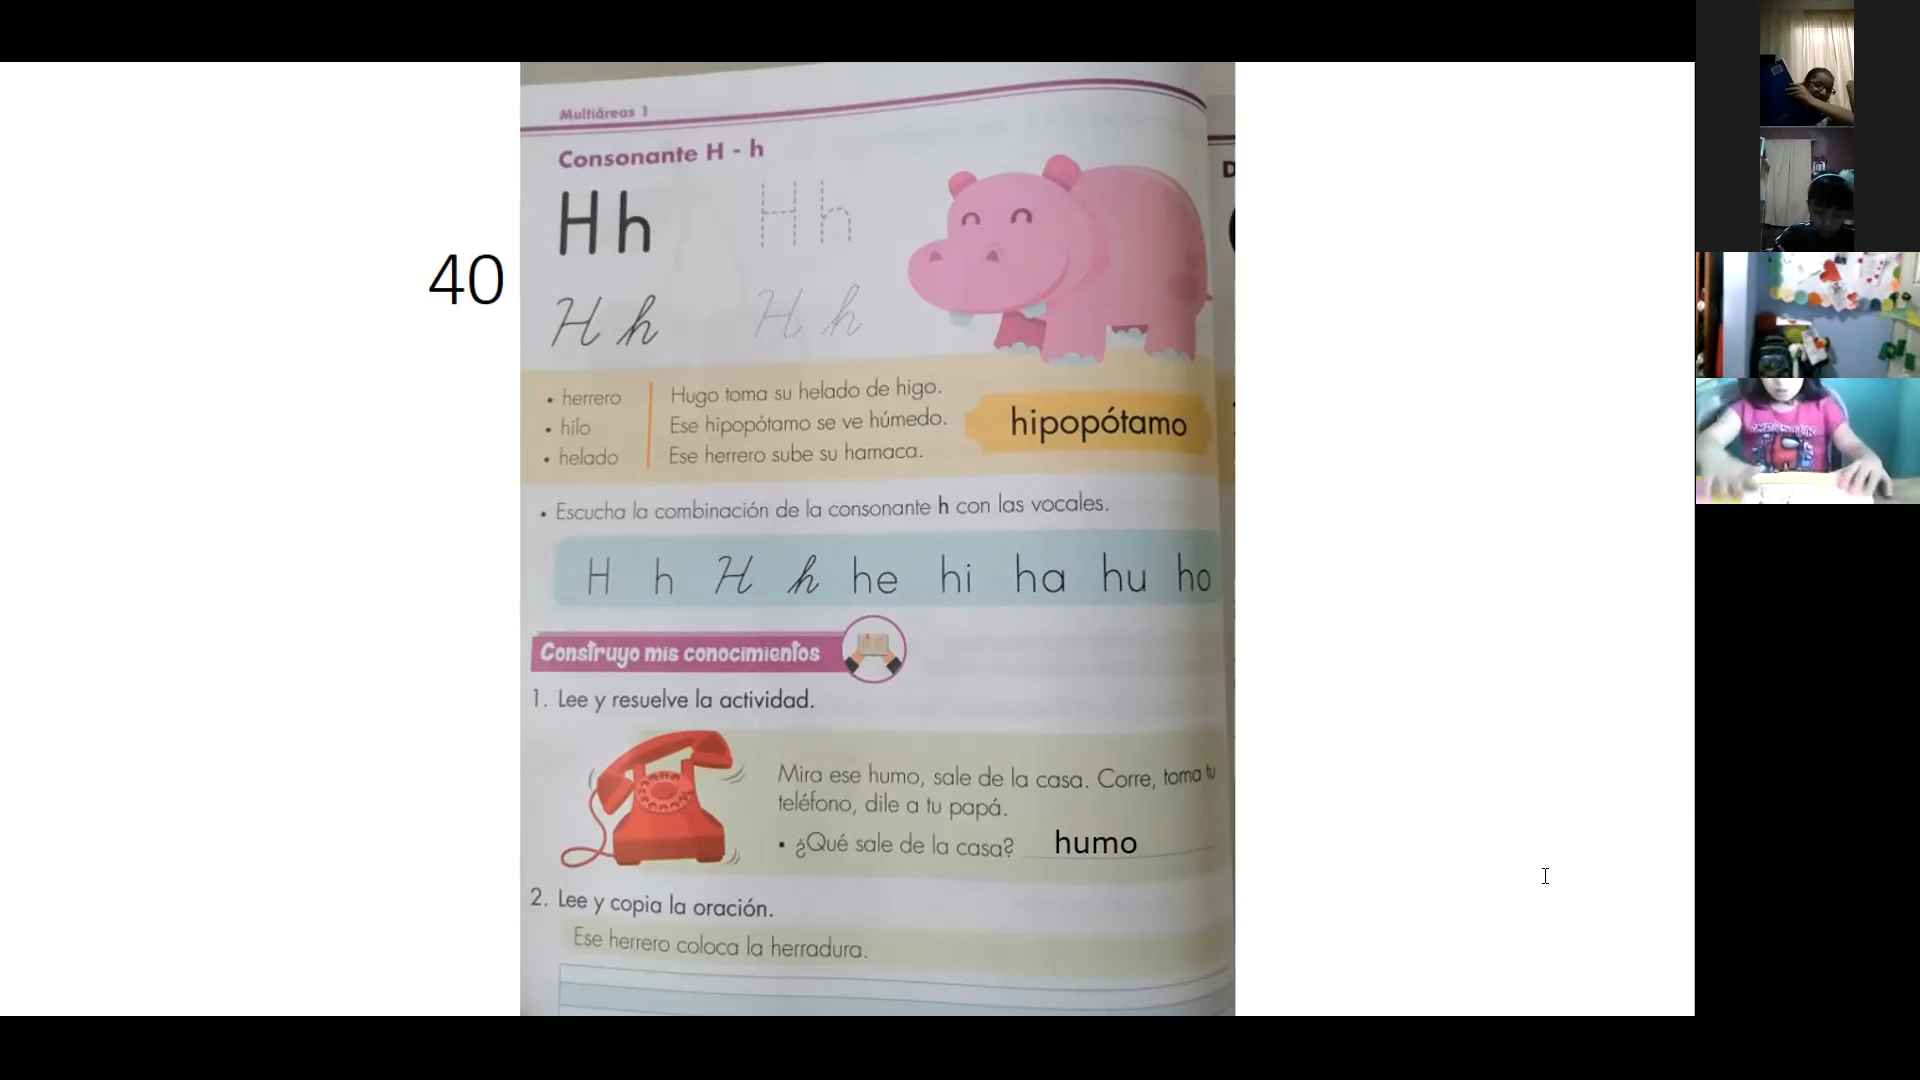 Multiáreas 1
Consonante H - h
H h H h
40
H h H h
• herrero
• hilo
• helado
Hugo toma su helado de higo.
Ese hipopótamo se ve húmedo.
Ese herrero sube su hamaca.
hipopótamo
• Escucha la combinación de la consonante h con las vocales.
H h H h he hi ha hu ho
Construyo mis conocimientos
1. Lee y resuelve la actividad.
Mira ese humo, sale de la casa. Corre, toma tu
teléfono, dile a tu papá.
• ¿Qué sale de la casa? humo
2. Lee y copia la oración.
Ese herrero coloca la herradura.